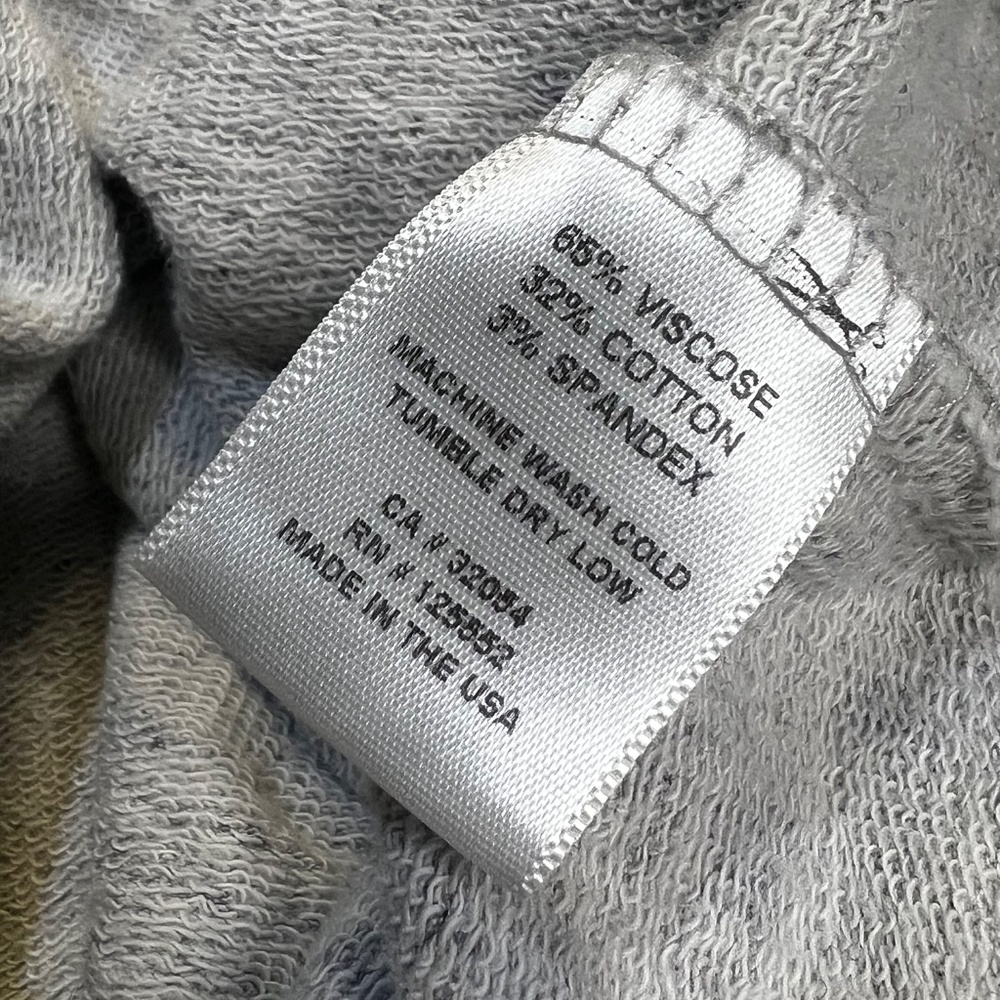 65% VISCOSE
32% COTTON
3% SPANDEX
MACHINE WASH COLD
TUMBLE DRY LOW
CA # 32054
RN # 125552
MADE IN THE USA